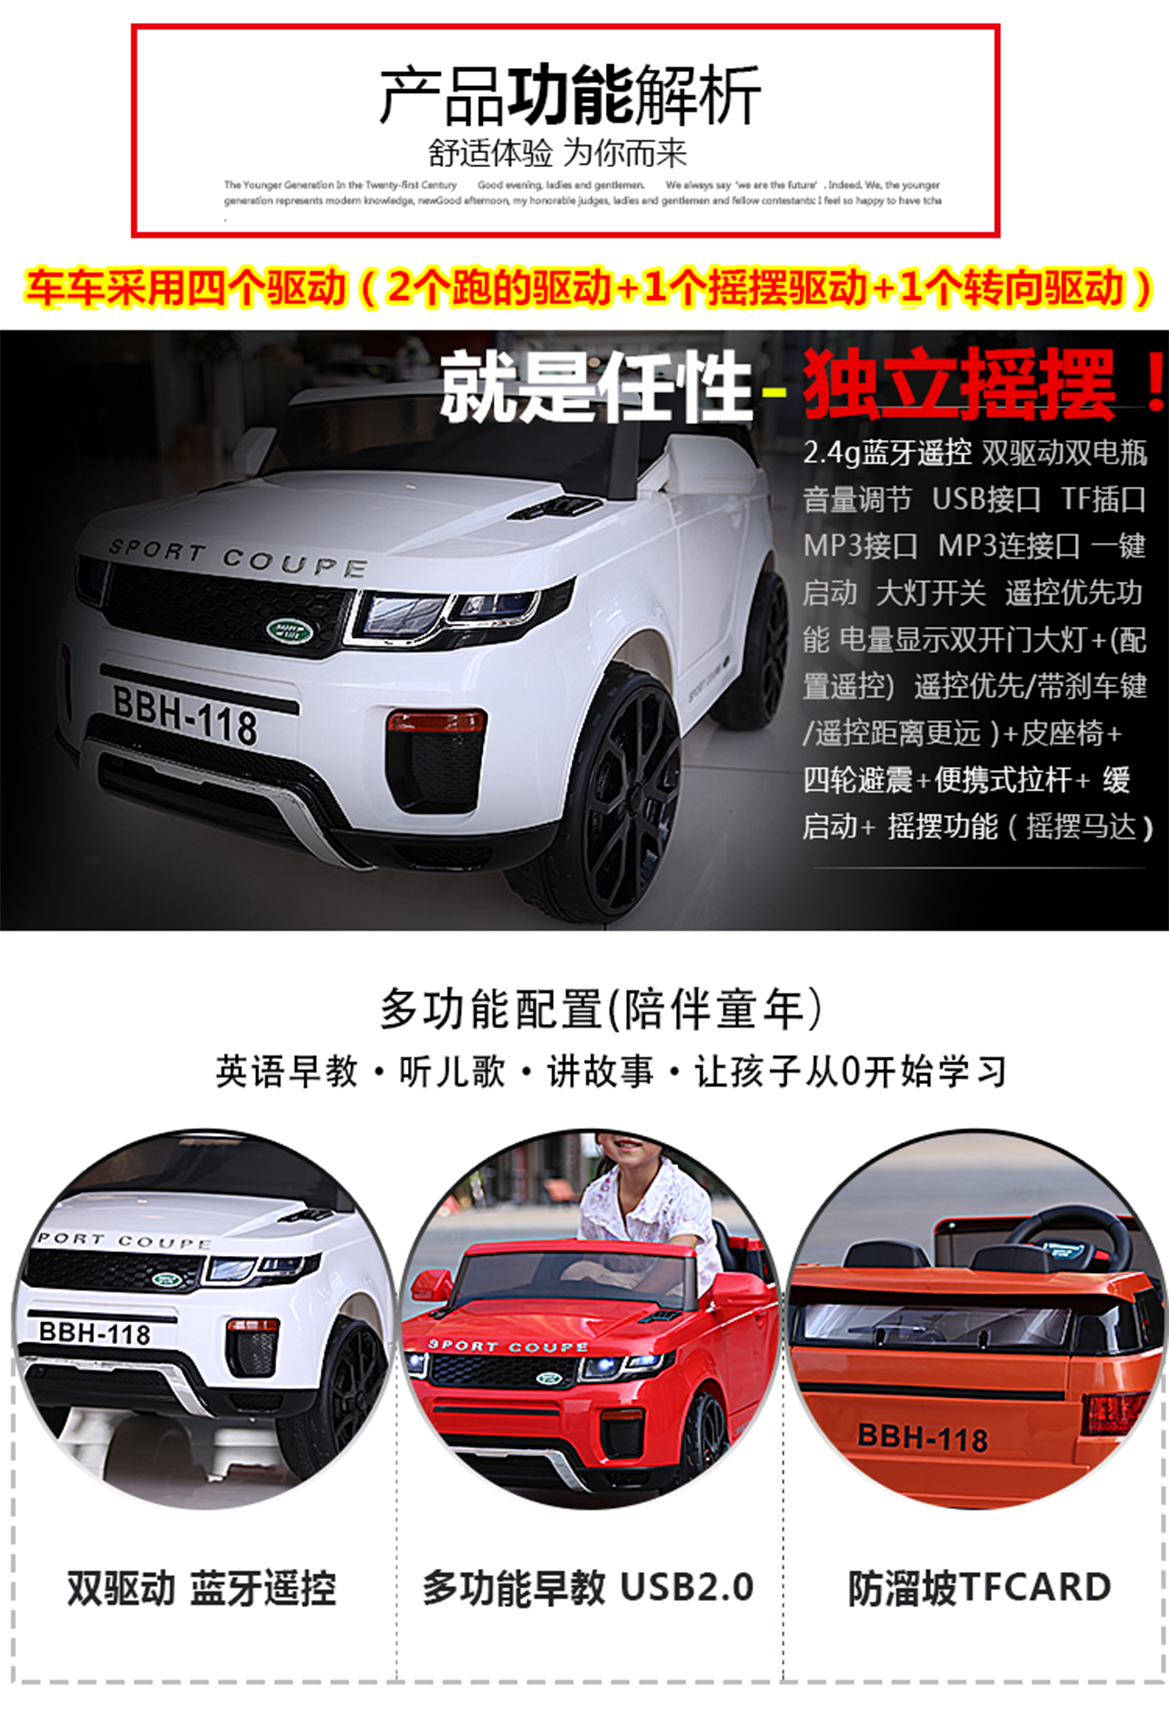 产品功能解析
舒适体验 为你而来
The Younger Generation In the Twenty-first Century Good evening, ladies and gentlemen. We always say 'we are the future' . Indeed. We, the younger
generation represents modern knowledge, newGood afternoon, my honorable judges, ladies and gentlemen and fellow contestants: I feel so happy to have tcha
.
车车采用四个驱动（2个跑的驱动+1个摇摆驱动+1个转向驱动）
就是任性-独立摇摆！
2.4g蓝牙遥控 双驱动双电瓶
音量调节 USB接口 TF插口
MP3接口 MP3连接口 一键
启动 大灯开关 遥控优先功
能 电量显示双开门大灯+(配
置遥控) 遥控优先/带刹车键
/遥控距离更远 )+皮座椅+
四轮避震+便携式拉杆+ 缓
启动+ 摇摆功能（摇摆马达）
SPORT COUPE
HAPPY OF LIFE
BBH-118
SPORT COUPE
多功能配置(陪伴童年)
英语早教·听儿歌·讲故事·让孩子从0开始学习
PORT COUPE
BBH-118
SPORT COUPE
BBH-118
双驱动 蓝牙遥控
多功能早教 USB2.0
防溜坡TFCARD